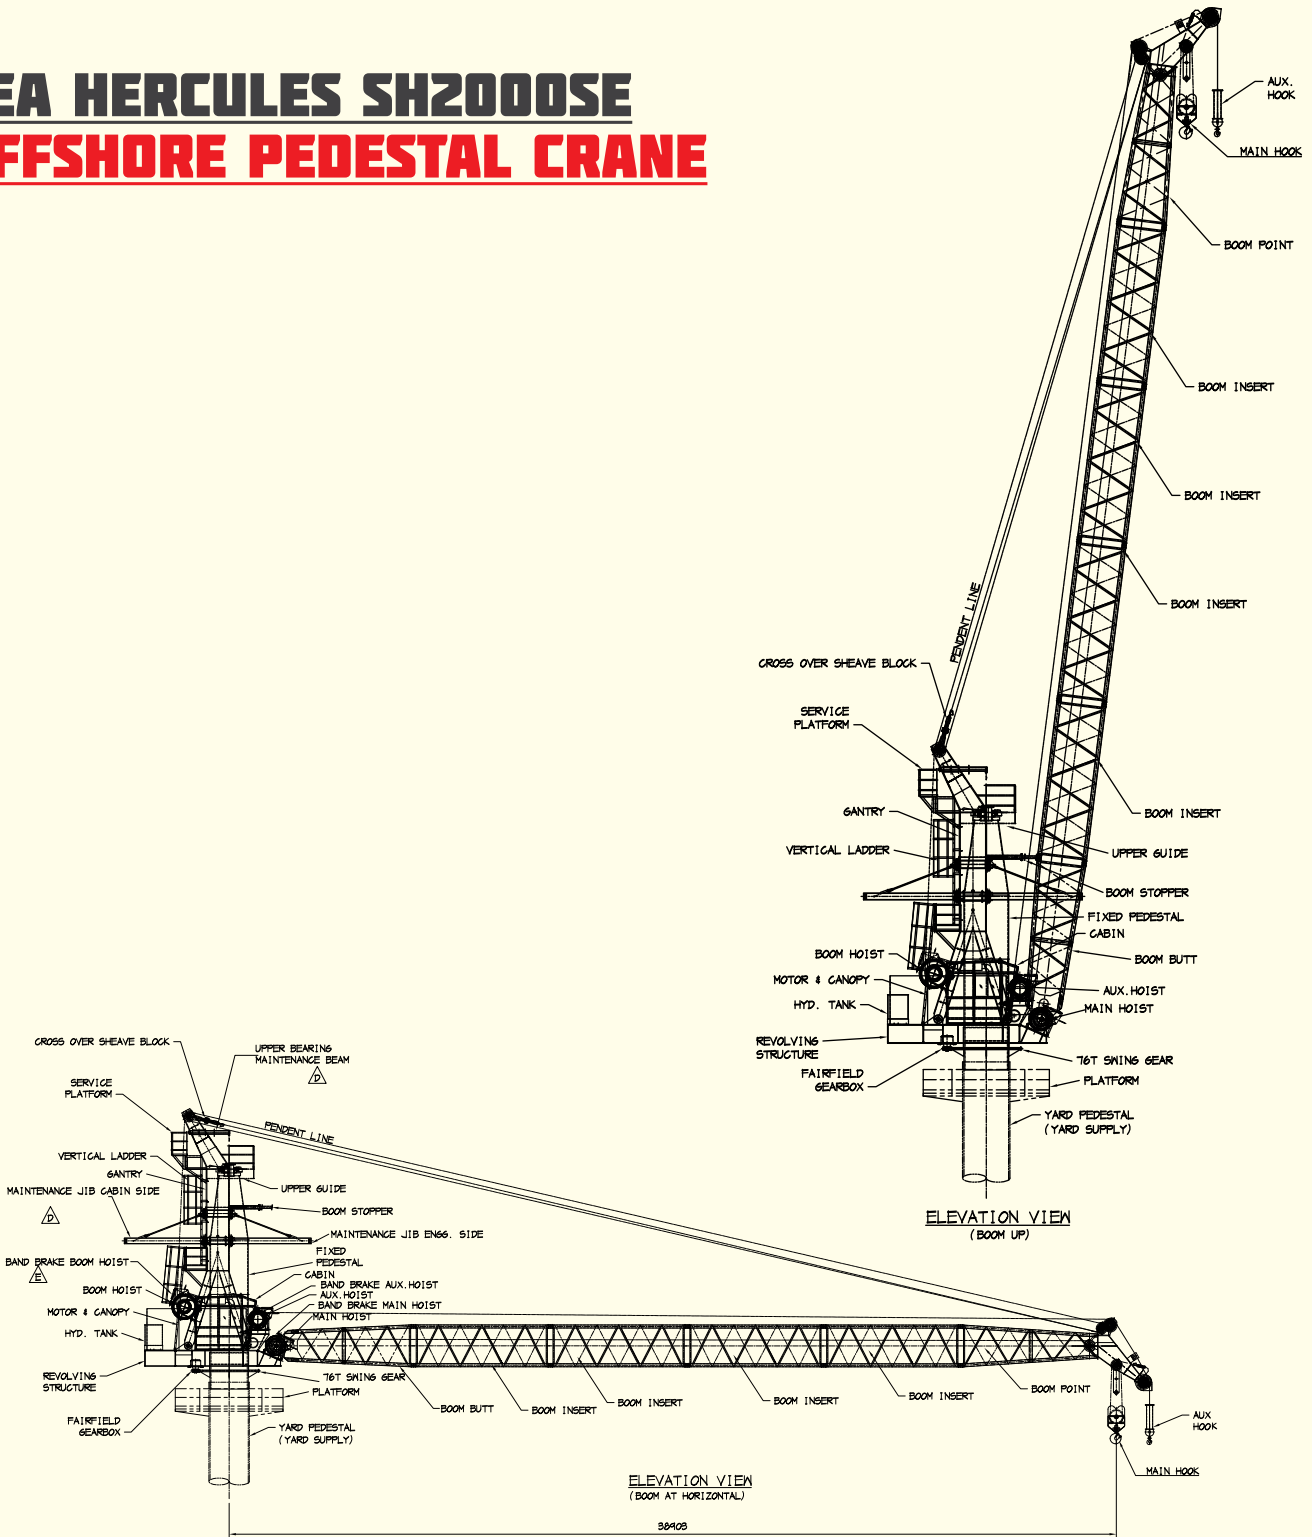 EA HERCULES SH2000SE
FFSHORE PEDESTAL CRANE
AUX.
HOOK
MAIN HOOK
BOOM POINT
BOOM INSERT
BOOM INSERT
BOOM INSERT
PENDENT LINE
CROSS OVER SHEAVE BLOCK
SERVICE
PLATFORM
GANTRY
BOOM INSERT
VERTICAL LADDER
UPPER GUIDE
BOOM STOPPER
FIXED PEDESTAL
CABIN
BOOM HOIST
BOOM BUTT
MOTOR & CANOPY
AUX.HOIST
HYD. TANK
MAIN HOIST
REVOLVING
STRUCTURE
76T SWING GEAR
FAIRFIELD
GEARBOX
PLATFORM
YARD PEDESTAL
(YARD SUPPLY)
ELEVATION VIEW
(BOOM UP)
CROSS OVER SHEAVE BLOCK
UPPER BEARING
MAINTENANCE BEAM
D
SERVICE
PLATFORM
PENDENT LINE
VERTICAL LADDER
GANTRY
MAINTENANCE JIB CABIN SIDE
D
UPPER GUIDE
BOOM STOPPER
MAINTENANCE JIB ENGG. SIDE
FIXED
PEDESTAL
BAND BRAKE BOOM HOIST
E
CABIN
BAND BRAKE AUX.HOIST
BOOM HOIST
AUX.HOIST
BAND BRAKE MAIN HOIST
MOTOR & CANOPY
MAIN HOIST
HYD. TANK
REVOLVING
STRUCTURE
76T SWING GEAR
PLATFORM
BOOM BUTT
BOOM INSERT
BOOM INSERT
BOOM INSERT
BOOM INSERT
BOOM POINT
FAIRFIELD
GEARBOX
YARD PEDESTAL
(YARD SUPPLY)
AUX
HOOK
MAIN HOOK
ELEVATION VIEW
(BOOM AT HORIZONTAL)
38903